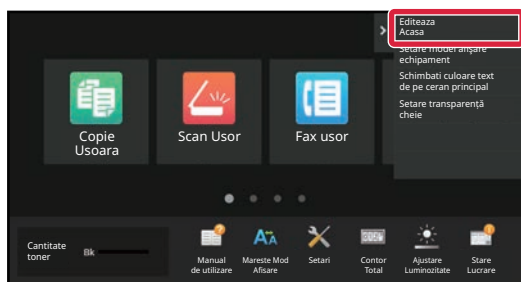 Editeaza
Acasa
Setare model afișare
echipament
Schimbati culoare text
de pe ceran principal
Setare transparență
cheie
Copie
Usoara
Scan Usor
Fax usor
Cantitate
toner
Bk
Manual
de utilizare
Mareste Mod
Afisare
Setari
Contor
Total
Ajustare
Luminozitate
Stare
Lucrare